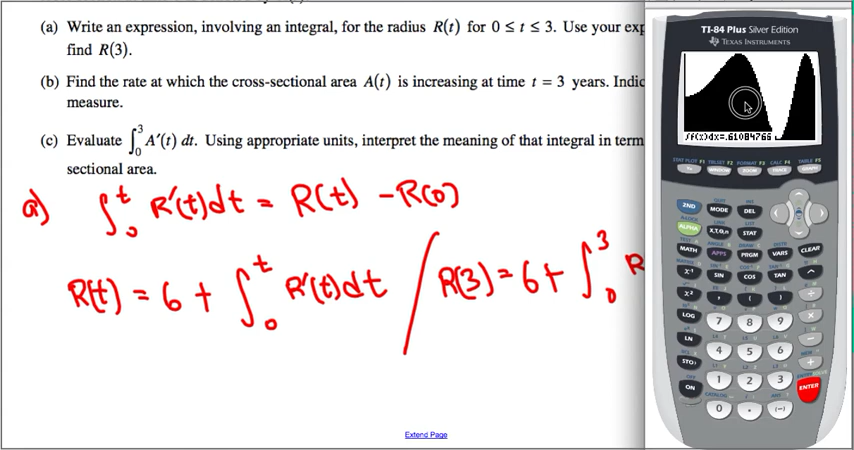 (a) Write an expression, involving an integral, for the radius R(t) for 0 ≤ t ≤ 3. Use your
find R(3).
(b) Find the rate at which the cross-sectional area A(t) is increasing at time t = 3 years.
measure.
(c) Evaluate ∫₀³ A′(t) dt. Using appropriate units, interpret the meaning of that integral in
sectional area.
a) ∫₀ᵗ R'(t)dt = R(t) - R(0)
R(t) = 6 + ∫₀ᵗ R'(t)dt / R(3) = 6 + ∫₀³ R
Extend Page
TI-84 Plus Silver Edition
TEXAS INSTRUMENTS
∫f(x)dx=.61084766
2ND MODE DEL
ALPHA X,T,Θ,n STAT
MATH APPS PRGM VARS CLEAR
x⁻¹ SIN COS TAN ^
x² , ( ) ÷
LOG 7 8 9 ×
LN 4 5 6 −
STO› 1 2 3 +
ON 0 . (−) ENTER